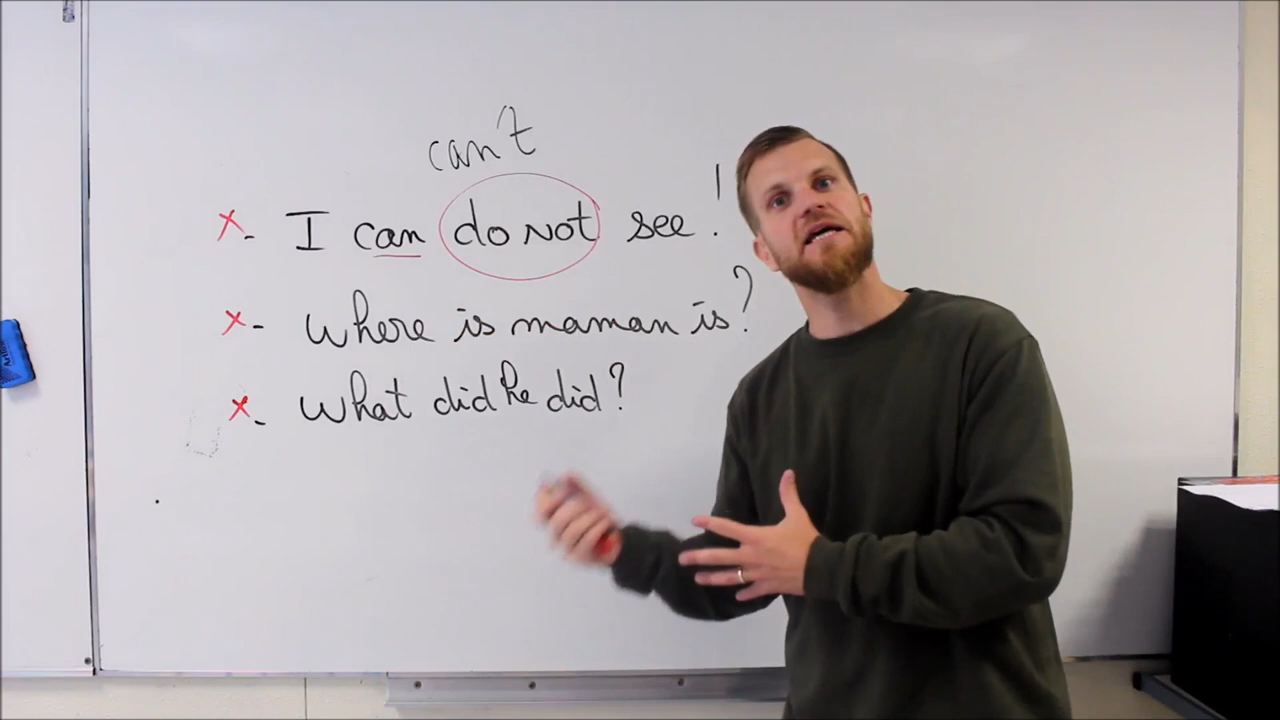 can't
x - I can do not see !
x - where is maman is ?
x - what did he did ?